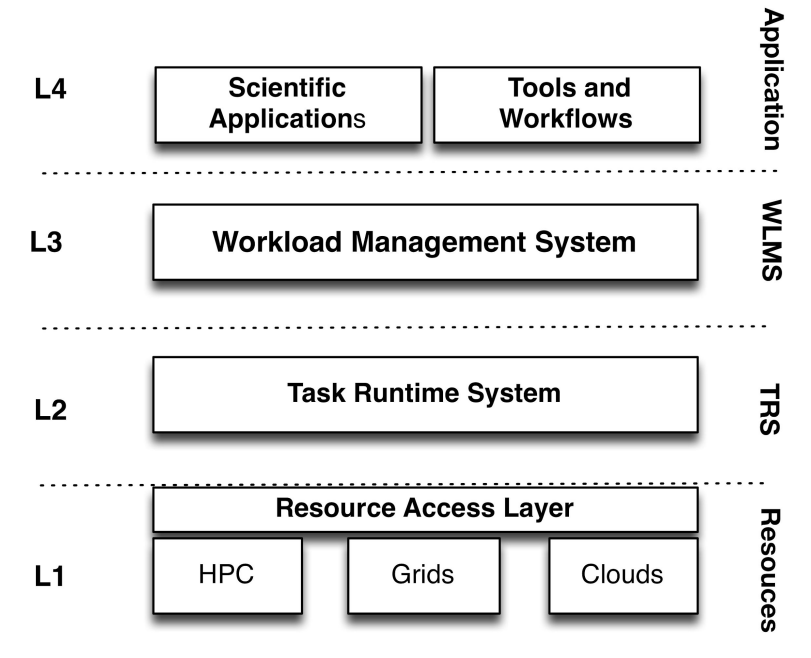 Application
L4
Scientific
Applications
Tools and
Workflows
L3
Workload Management System
WLMS
L2
Task Runtime System
TRS
Resource Access Layer
L1
HPC
Grids
Clouds
Resouces